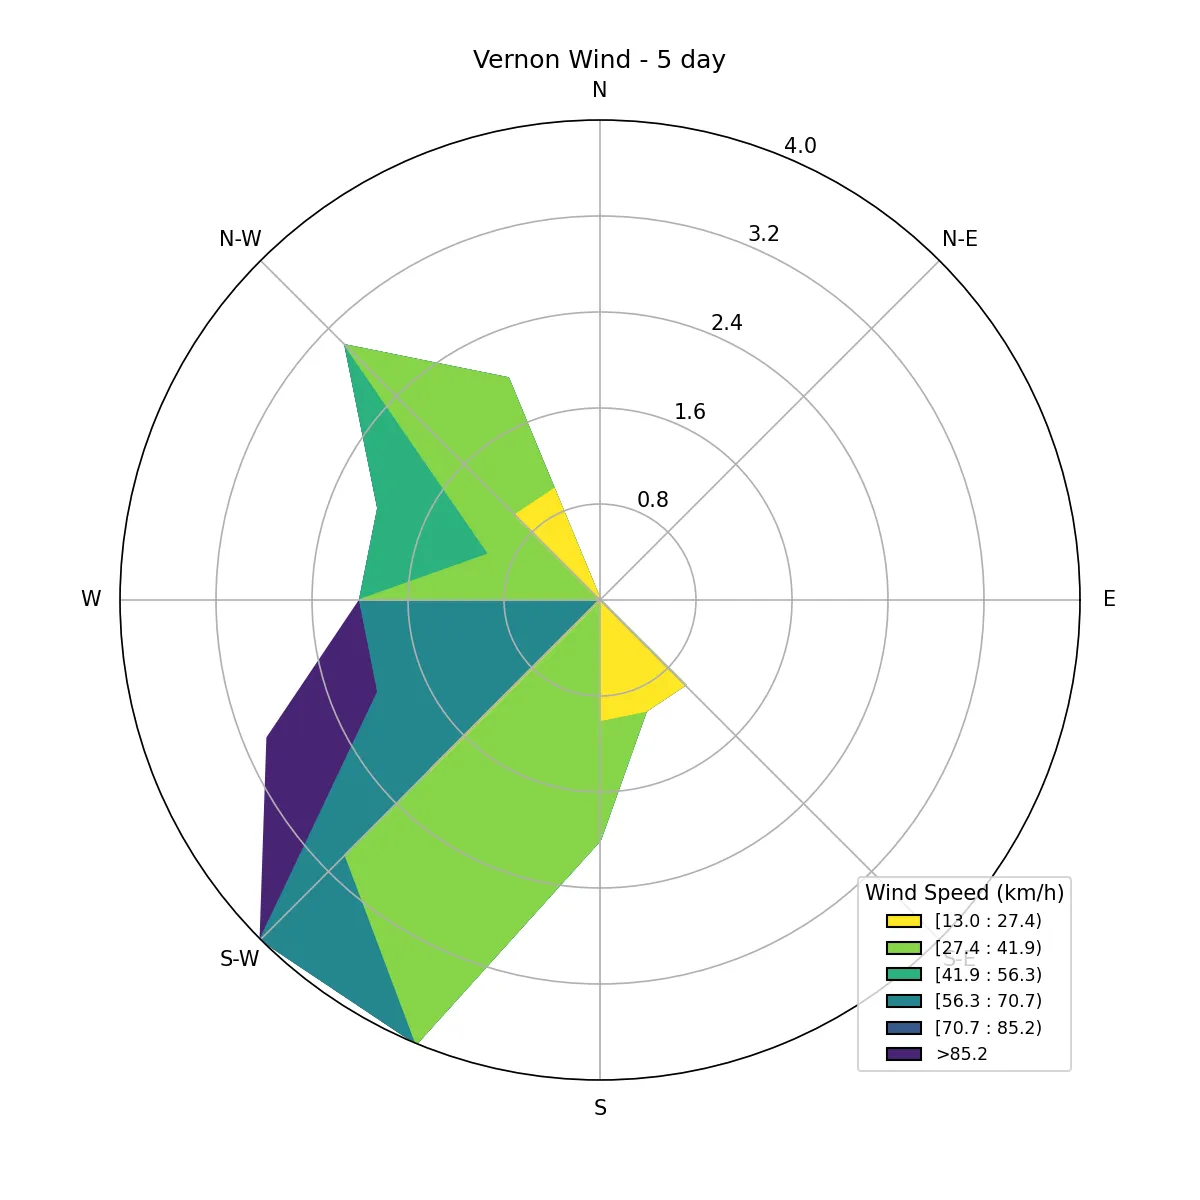 Vernon Wind - 5 day
N
4.0
N-W
3.2
N-E
2.4
1.6
0.8
W
E
S-W
S-E
S
Wind Speed (km/h)
[13.0 : 27.4)
[27.4 : 41.9)
[41.9 : 56.3)
[56.3 : 70.7)
[70.7 : 85.2)
>85.2